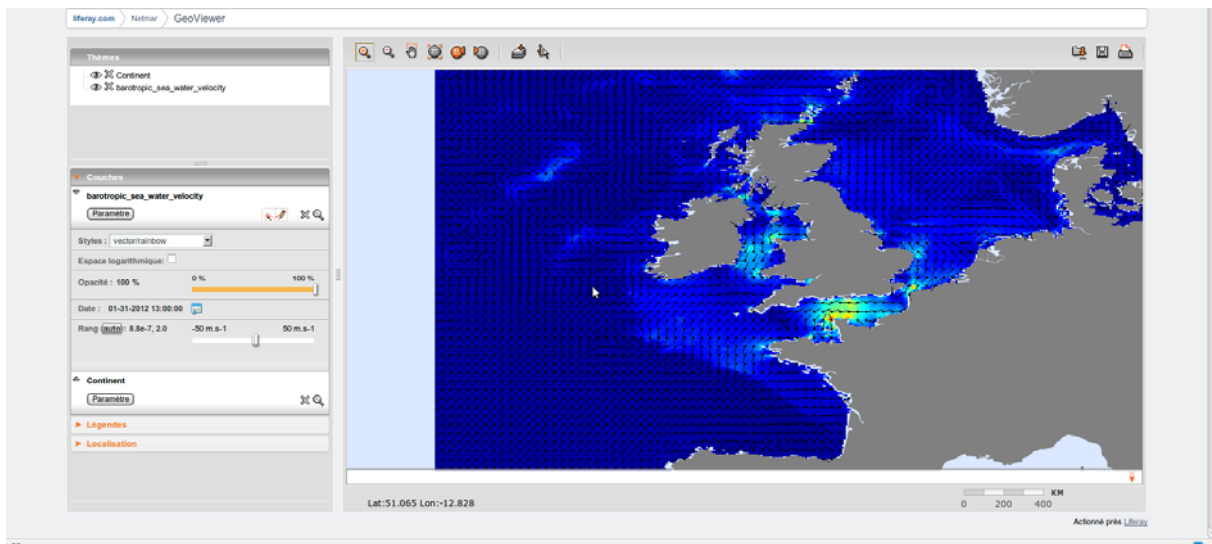 liferay.com Netmar GeoViewer
Thèmes
Continent
barotropic_sea_water_velocity
Couches
barotropic_sea_water_velocity
Paramètre
Styles : vector/rainbow
Espace logarithmique:
Opacité : 100 % 0 % 100 %
Date : 01-31-2012 13:00:00
Rang (auto): 8.8e-7, 2.0 -50 m.s-1 50 m.s-1
Continent
Paramètre
Légendes
Localisation
Lat:51.065 Lon:-12.828
KM
0 200 400
Actionné près Liferay